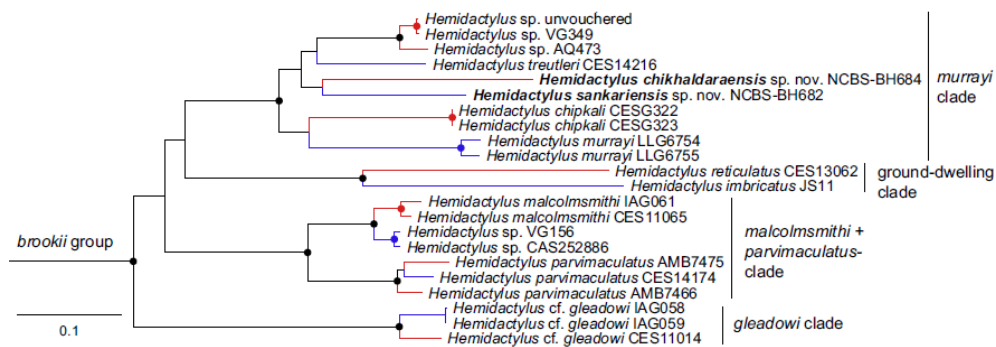 Hemidactylus sp. unvouchered
Hemidactylus sp. VG349
Hemidactylus sp. AQ473
Hemidactylus treutleri CES14216
Hemidactylus chikhaldaraensis sp. nov. NCBS-BH684
Hemidactylus sankariensis sp. nov. NCBS-BH682
Hemidactylus chipkali CESG322
Hemidactylus chipkali CESG323
Hemidactylus murrayi LLG6754
Hemidactylus murrayi LLG6755
murrayi
clade
Hemidactylus reticulatus CES13062
Hemidactylus imbricatus JS11
ground-dwelling
clade
Hemidactylus malcolmsmithi IAG061
Hemidactylus malcolmsmithi CES11065
Hemidactylus sp. VG156
Hemidactylus sp. CAS252886
Hemidactylus parvimaculatus AMB7475
Hemidactylus parvimaculatus CES14174
Hemidactylus parvimaculatus AMB7466
malcolmsmithi +
parvimaculatus-
clade
Hemidactylus cf. gleadowi IAG058
Hemidactylus cf. gleadowi IAG059
Hemidactylus cf. gleadowi CES11014
gleadowi clade
brookii group
0.1